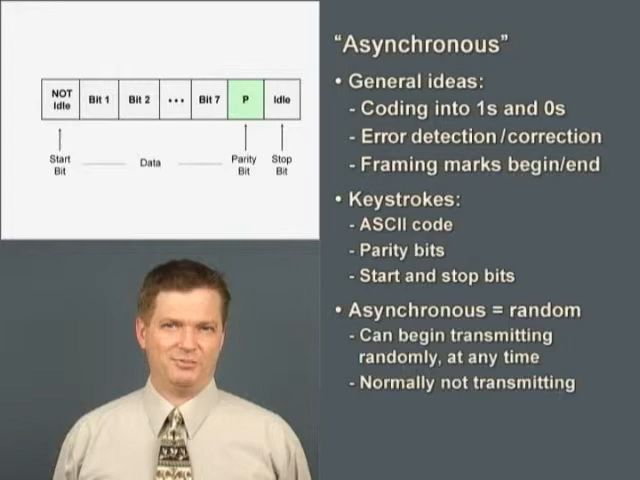 NOT Idle
Bit 1
Bit 2
• • •
Bit 7
P
Idle
Start Bit
Data
Parity Bit
Stop Bit
“Asynchronous”
• General ideas:
- Coding into 1s and 0s
- Error detection/correction
- Framing marks begin/end
• Keystrokes:
- ASCII code
- Parity bits
- Start and stop bits
• Asynchronous = random
- Can begin transmitting
randomly, at any time
- Normally not transmitting